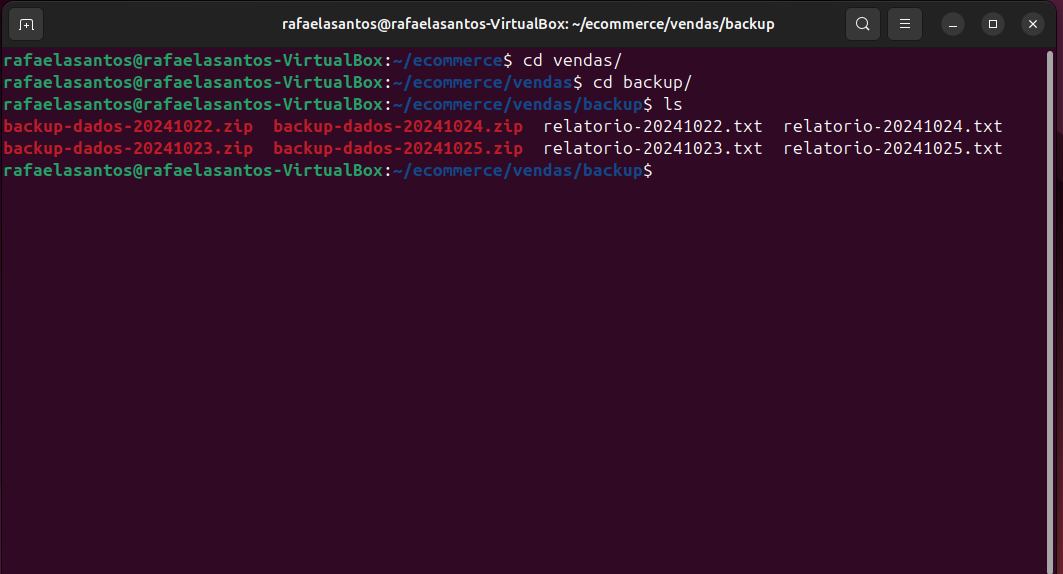 rafaelasantos@rafaelasantos-VirtualBox: ~/ecommerce/vendas/backup
rafaelasantos@rafaelasantos-VirtualBox:~/ecommerce$ cd vendas/
rafaelasantos@rafaelasantos-VirtualBox:~/ecommerce/vendas$ cd backup/
rafaelasantos@rafaelasantos-VirtualBox:~/ecommerce/vendas/backup$ ls
backup-dados-20241022.zip  backup-dados-20241024.zip  relatorio-20241022.txt  relatorio-20241024.txt
backup-dados-20241023.zip  backup-dados-20241025.zip  relatorio-20241023.txt  relatorio-20241025.txt
rafaelasantos@rafaelasantos-VirtualBox:~/ecommerce/vendas/backup$